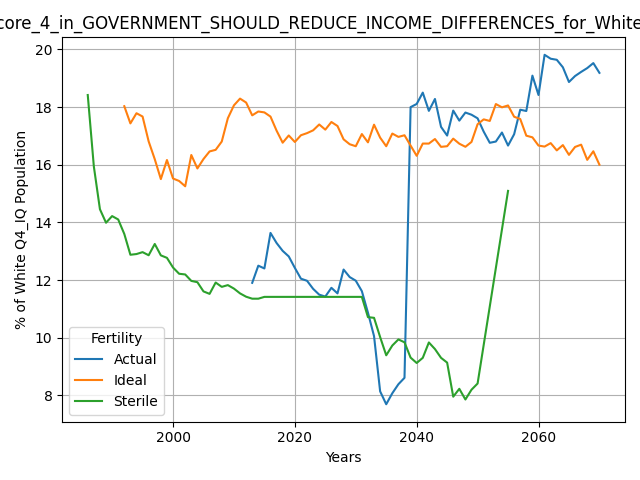 core_4_in_GOVERNMENT_SHOULD_REDUCE_INCOME_DIFFERENCES_for_White
% of White Q4_IQ Population
20
18
16
14
12
10
8
Fertility
Actual
Ideal
Sterile
2000
2020
2040
2060
Years